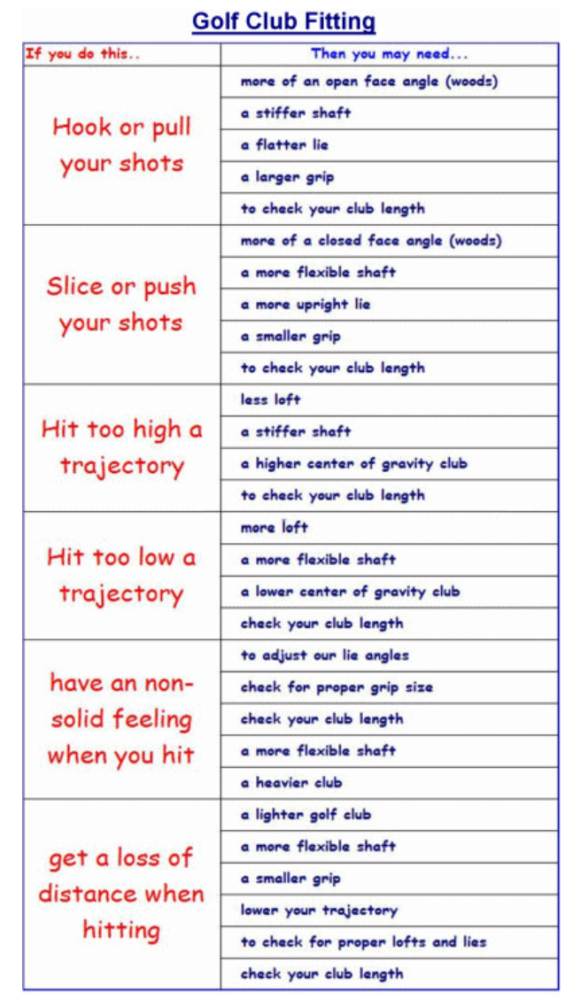 Golf Club Fitting
If you do this..
Then you may need...
Hook or pull
your shots
more of an open face angle (woods)
a stiffer shaft
a flatter lie
a larger grip
to check your club length
Slice or push
your shots
more of a closed face angle (woods)
a more flexible shaft
a more upright lie
a smaller grip
to check your club length
Hit too high a
trajectory
less loft
a stiffer shaft
a higher center of gravity club
to check your club length
Hit too low a
trajectory
more loft
a more flexible shaft
a lower center of gravity club
check your club length
have an non-
solid feeling
when you hit
to adjust our lie angles
check for proper grip size
check your club length
a more flexible shaft
a heavier club
get a loss of
distance when
hitting
a lighter golf club
a more flexible shaft
a smaller grip
lower your trajectory
to check for proper lofts and lies
check your club length